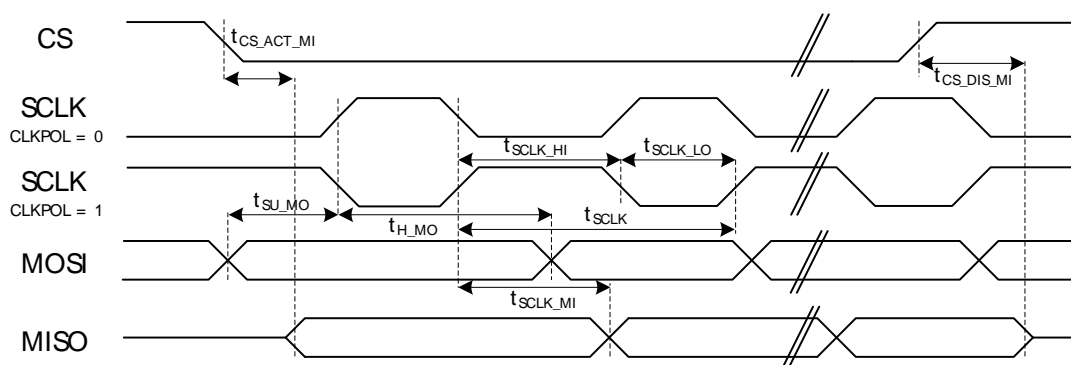 CS
tCS_ACT_MI
tCS_DIS_MI
SCLK
CLKPOL = 0
tSCLK_HI
tSCLK_LO
SCLK
CLKPOL = 1
tSU_MO
tH_MO
tSCLK
MOSI
tSCLK_MI
MISO